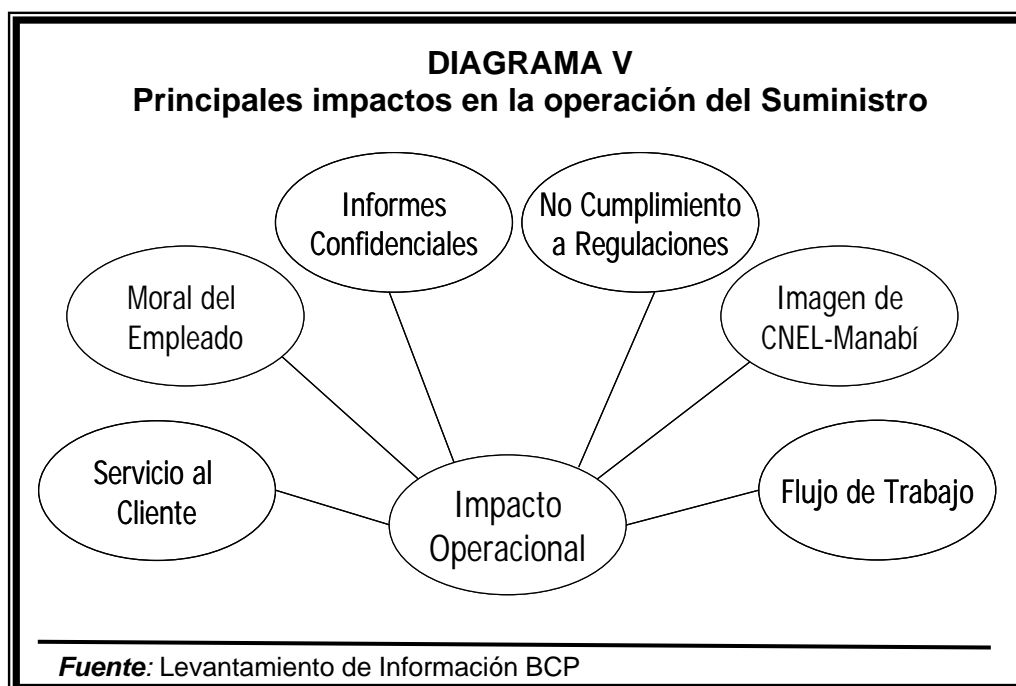 DIAGRAMA V
Principales impactos en la operación del Suministro
Informes
Confidenciales
No Cumplimiento
a Regulaciones
Moral del
Empleado
Imagen de
CNEL-Manabí
Servicio al
Cliente
Impacto
Operacional
Flujo de Trabajo
Fuente: Levantamiento de Información BCP